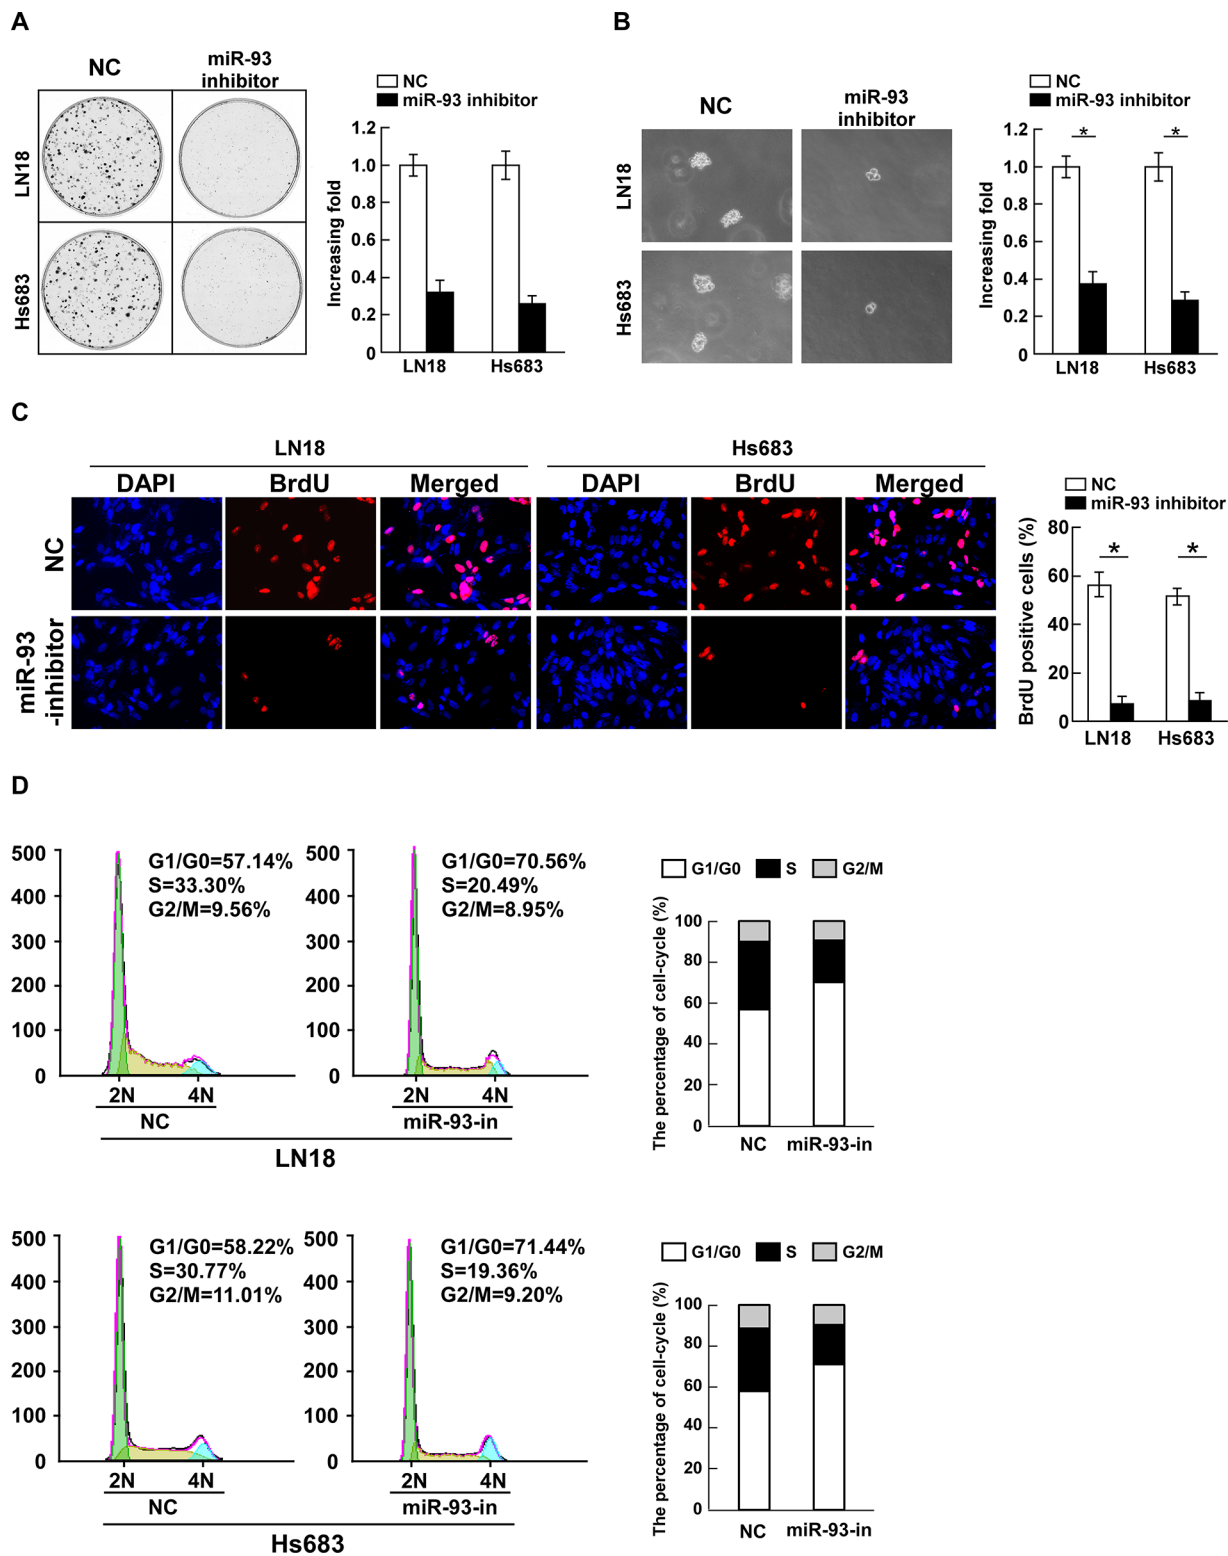 A
NC
miR-93
inhibitor
LN18
Hs683
NC
miR-93 inhibitor
Increasing fold
1.2
1.0
0.8
0.6
0.4
0.2
0
LN18
Hs683
B
NC
miR-93
inhibitor
LN18
Hs683
NC
miR-93 inhibitor
Increasing fold
1.2
1.0
0.8
0.6
0.4
0.2
0
* *
LN18
Hs683
C
LN18
Hs683
DAPI
BrdU
Merged
DAPI
BrdU
Merged
NC
miR-93
-inhibitor
NC
miR-93 inhibitor
BrdU positive cells (%)
80
60
40
20
0
* *
LN18
Hs683
D
500
400
300
200
100
0
G1/G0=57.14%
S=33.30%
G2/M=9.56%
2N
4N
NC
500
400
300
200
100
0
G1/G0=70.56%
S=20.49%
G2/M=8.95%
2N
4N
miR-93-in
LN18
G1/G0
S
G2/M
The percentage of cell-cycle (%)
100
80
60
40
20
0
NC
miR-93-in
500
400
300
200
100
0
G1/G0=58.22%
S=30.77%
G2/M=11.01%
2N
4N
NC
500
400
300
200
100
0
G1/G0=71.44%
S=19.36%
G2/M=9.20%
2N
4N
miR-93-in
Hs683
G1/G0
S
G2/M
The percentage of cell-cycle (%)
100
80
60
40
20
0
NC
miR-93-in